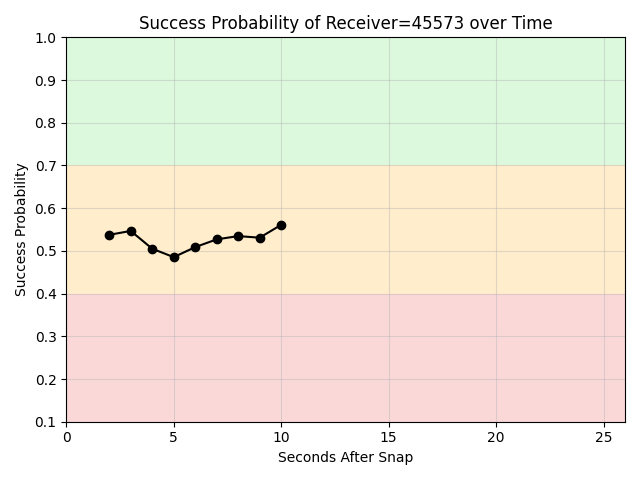 Success Probability of Receiver=45573 over Time
1.0
0.9
0.8
0.7
0.6
0.5
0.4
0.3
0.2
0.1
Success Probability
0 5 10 15 20 25
Seconds After Snap